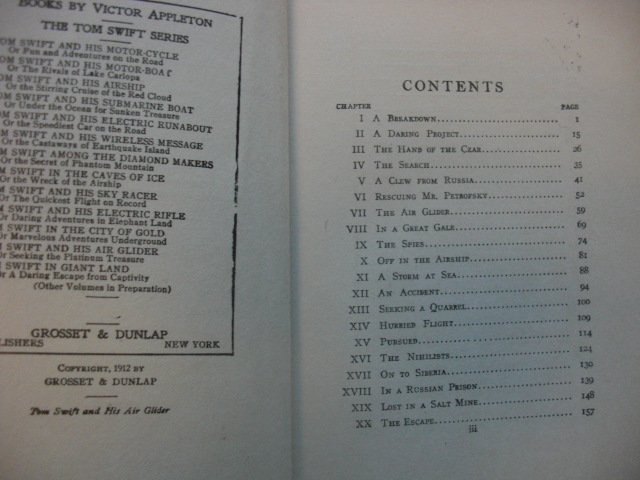 BOOKS BY VICTOR APPLETON
THE TOM SWIFT SERIES
OM SWIFT AND HIS MOTOR-CYCLE
Or Fun and Adventures on the Road
OM SWIFT AND HIS MOTOR-BOAT
Or The Rivals of Lake Carlopa
OM SWIFT AND HIS AIRSHIP
Or the Stirring Cruise of the Red Cloud
OM SWIFT AND HIS SUBMARINE BOAT
Or Under the Ocean for Sunken Treasure
OM SWIFT AND HIS ELECTRIC RUNABOUT
Or the Speediest Car on the Road
OM SWIFT AND HIS WIRELESS MESSAGE
Or the Castaways of Earthquake Island
OM SWIFT AMONG THE DIAMOND MAKERS
Or the Secret of Phantom Mountain
OM SWIFT IN THE CAVES OF ICE
Or the Wreck of the Airship
M SWIFT AND HIS SKY RACER
Or The Quickest Flight on Record
M SWIFT AND HIS ELECTRIC RIFLE
Or Daring Adventures in Elephant Land
M SWIFT IN THE CITY OF GOLD
Or Marvelous Adventures Underground
M SWIFT AND HIS AIR GLIDER
Or Seeking the Platinum Treasure
M SWIFT IN GIANT LAND
Or A Daring Escape from Captivity
(Other Volumes in Preparation)
GROSSET & DUNLAP
BLISHERS NEW YORK
COPYRIGHT, 1912 BY
GROSSET & DUNLAP
Tom Swift and His Air Glider
CONTENTS
CHAPTER PAGE
I A BREAKDOWN 1
II A DARING PROJECT 15
III THE HAND OF THE CZAR 26
IV THE SEARCH 35
V A CLEW FROM RUSSIA 41
VI RESCUING MR. PETROFSKY 52
VII THE AIR GLIDER 59
VIII IN A GREAT GALE 69
IX THE SPIES 74
X OFF IN THE AIRSHIP 81
XI A STORM AT SEA 88
XII AN ACCIDENT 94
XIII SEEKING A QUARREL 100
XIV HURRIED FLIGHT 109
XV PURSUED 114
XVI THE NIHILISTS 124
XVII ON TO SIBERIA 130
XVIII IN A RUSSIAN PRISON 139
XIX LOST IN A SALT MINE 148
XX THE ESCAPE 157
iii